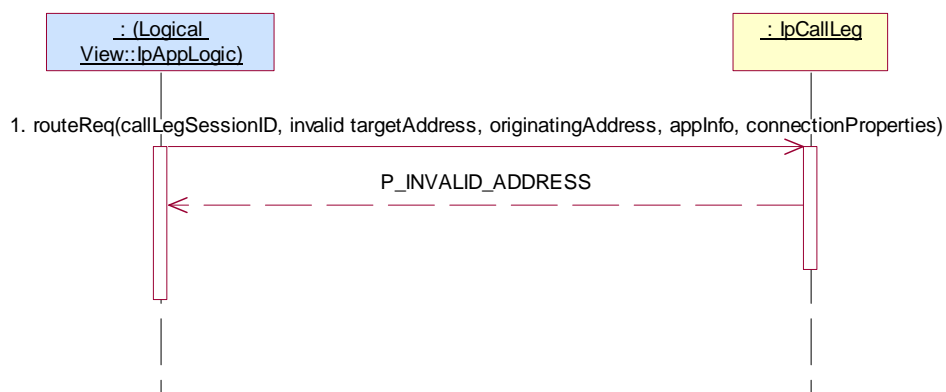 : (Logical
View::IpAppLogic)
: IpCallLeg
1. routeReq(callLegSessionID, invalid targetAddress, originatingAddress, appInfo, connectionProperties)
P_INVALID_ADDRESS